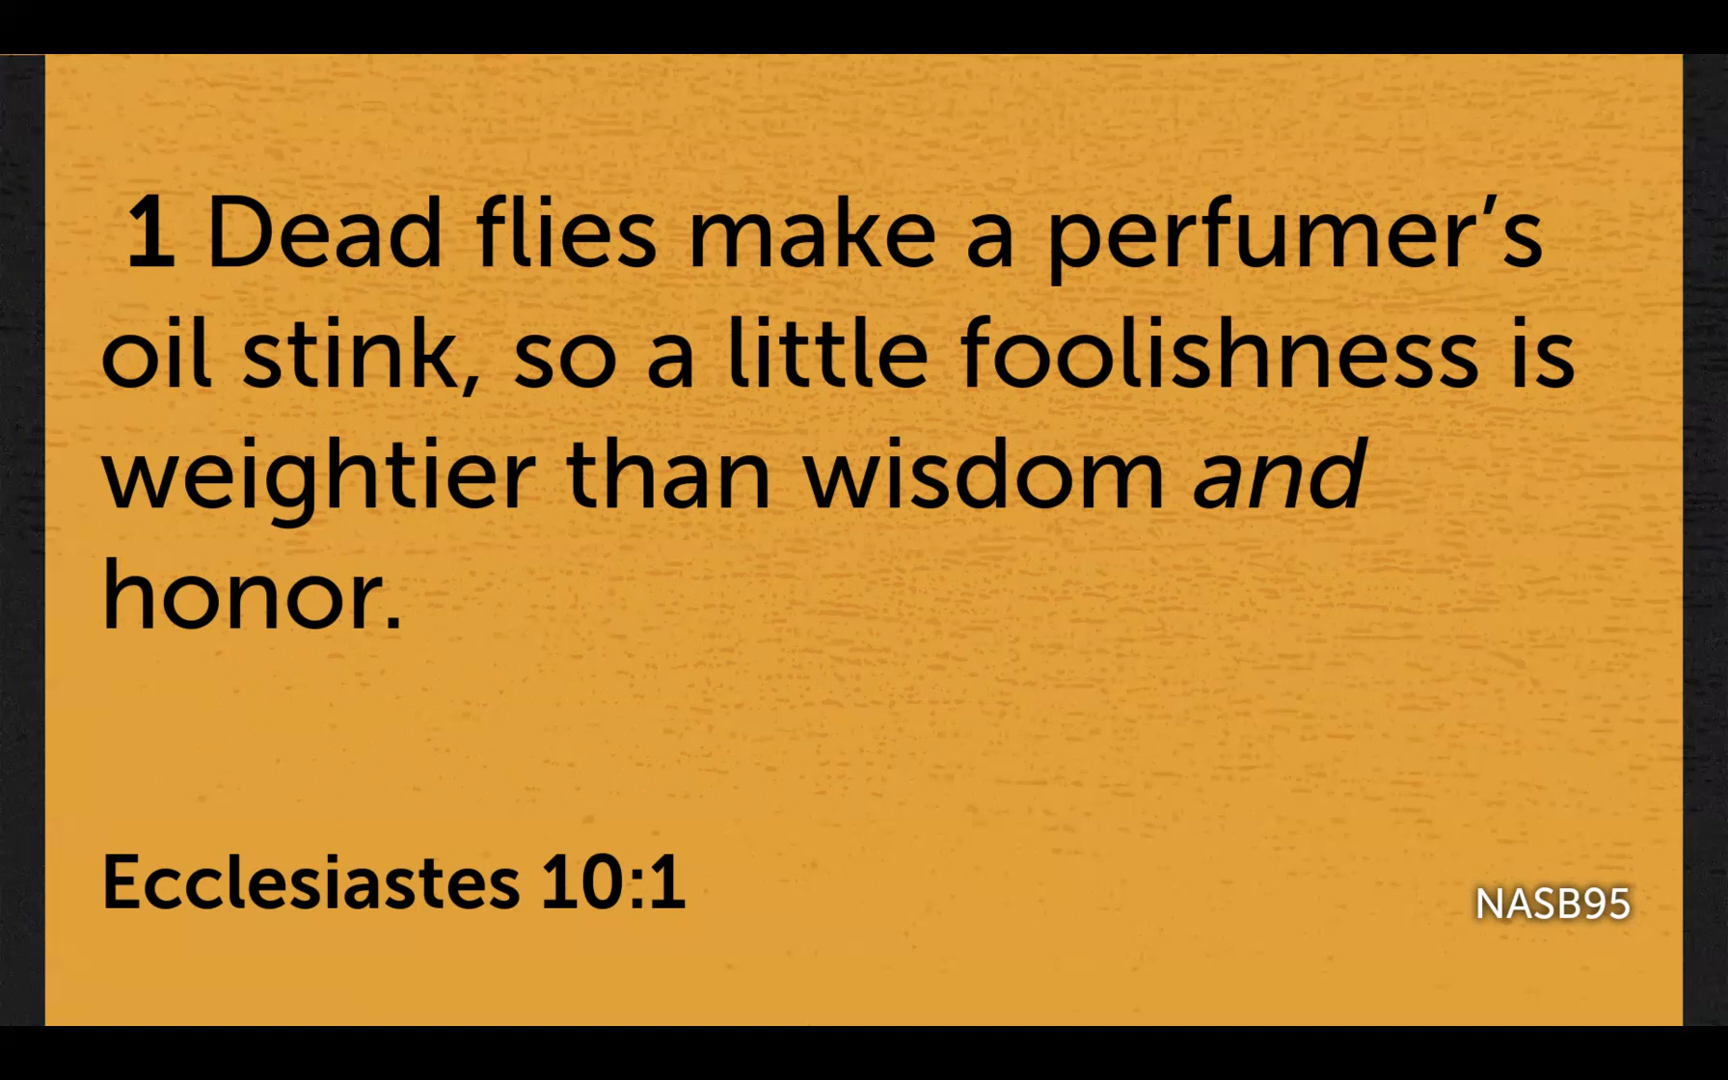 1 Dead flies make a perfumer’s
oil stink, so a little foolishness is
weightier than wisdom and
honor.
Ecclesiastes 10:1
NASB95